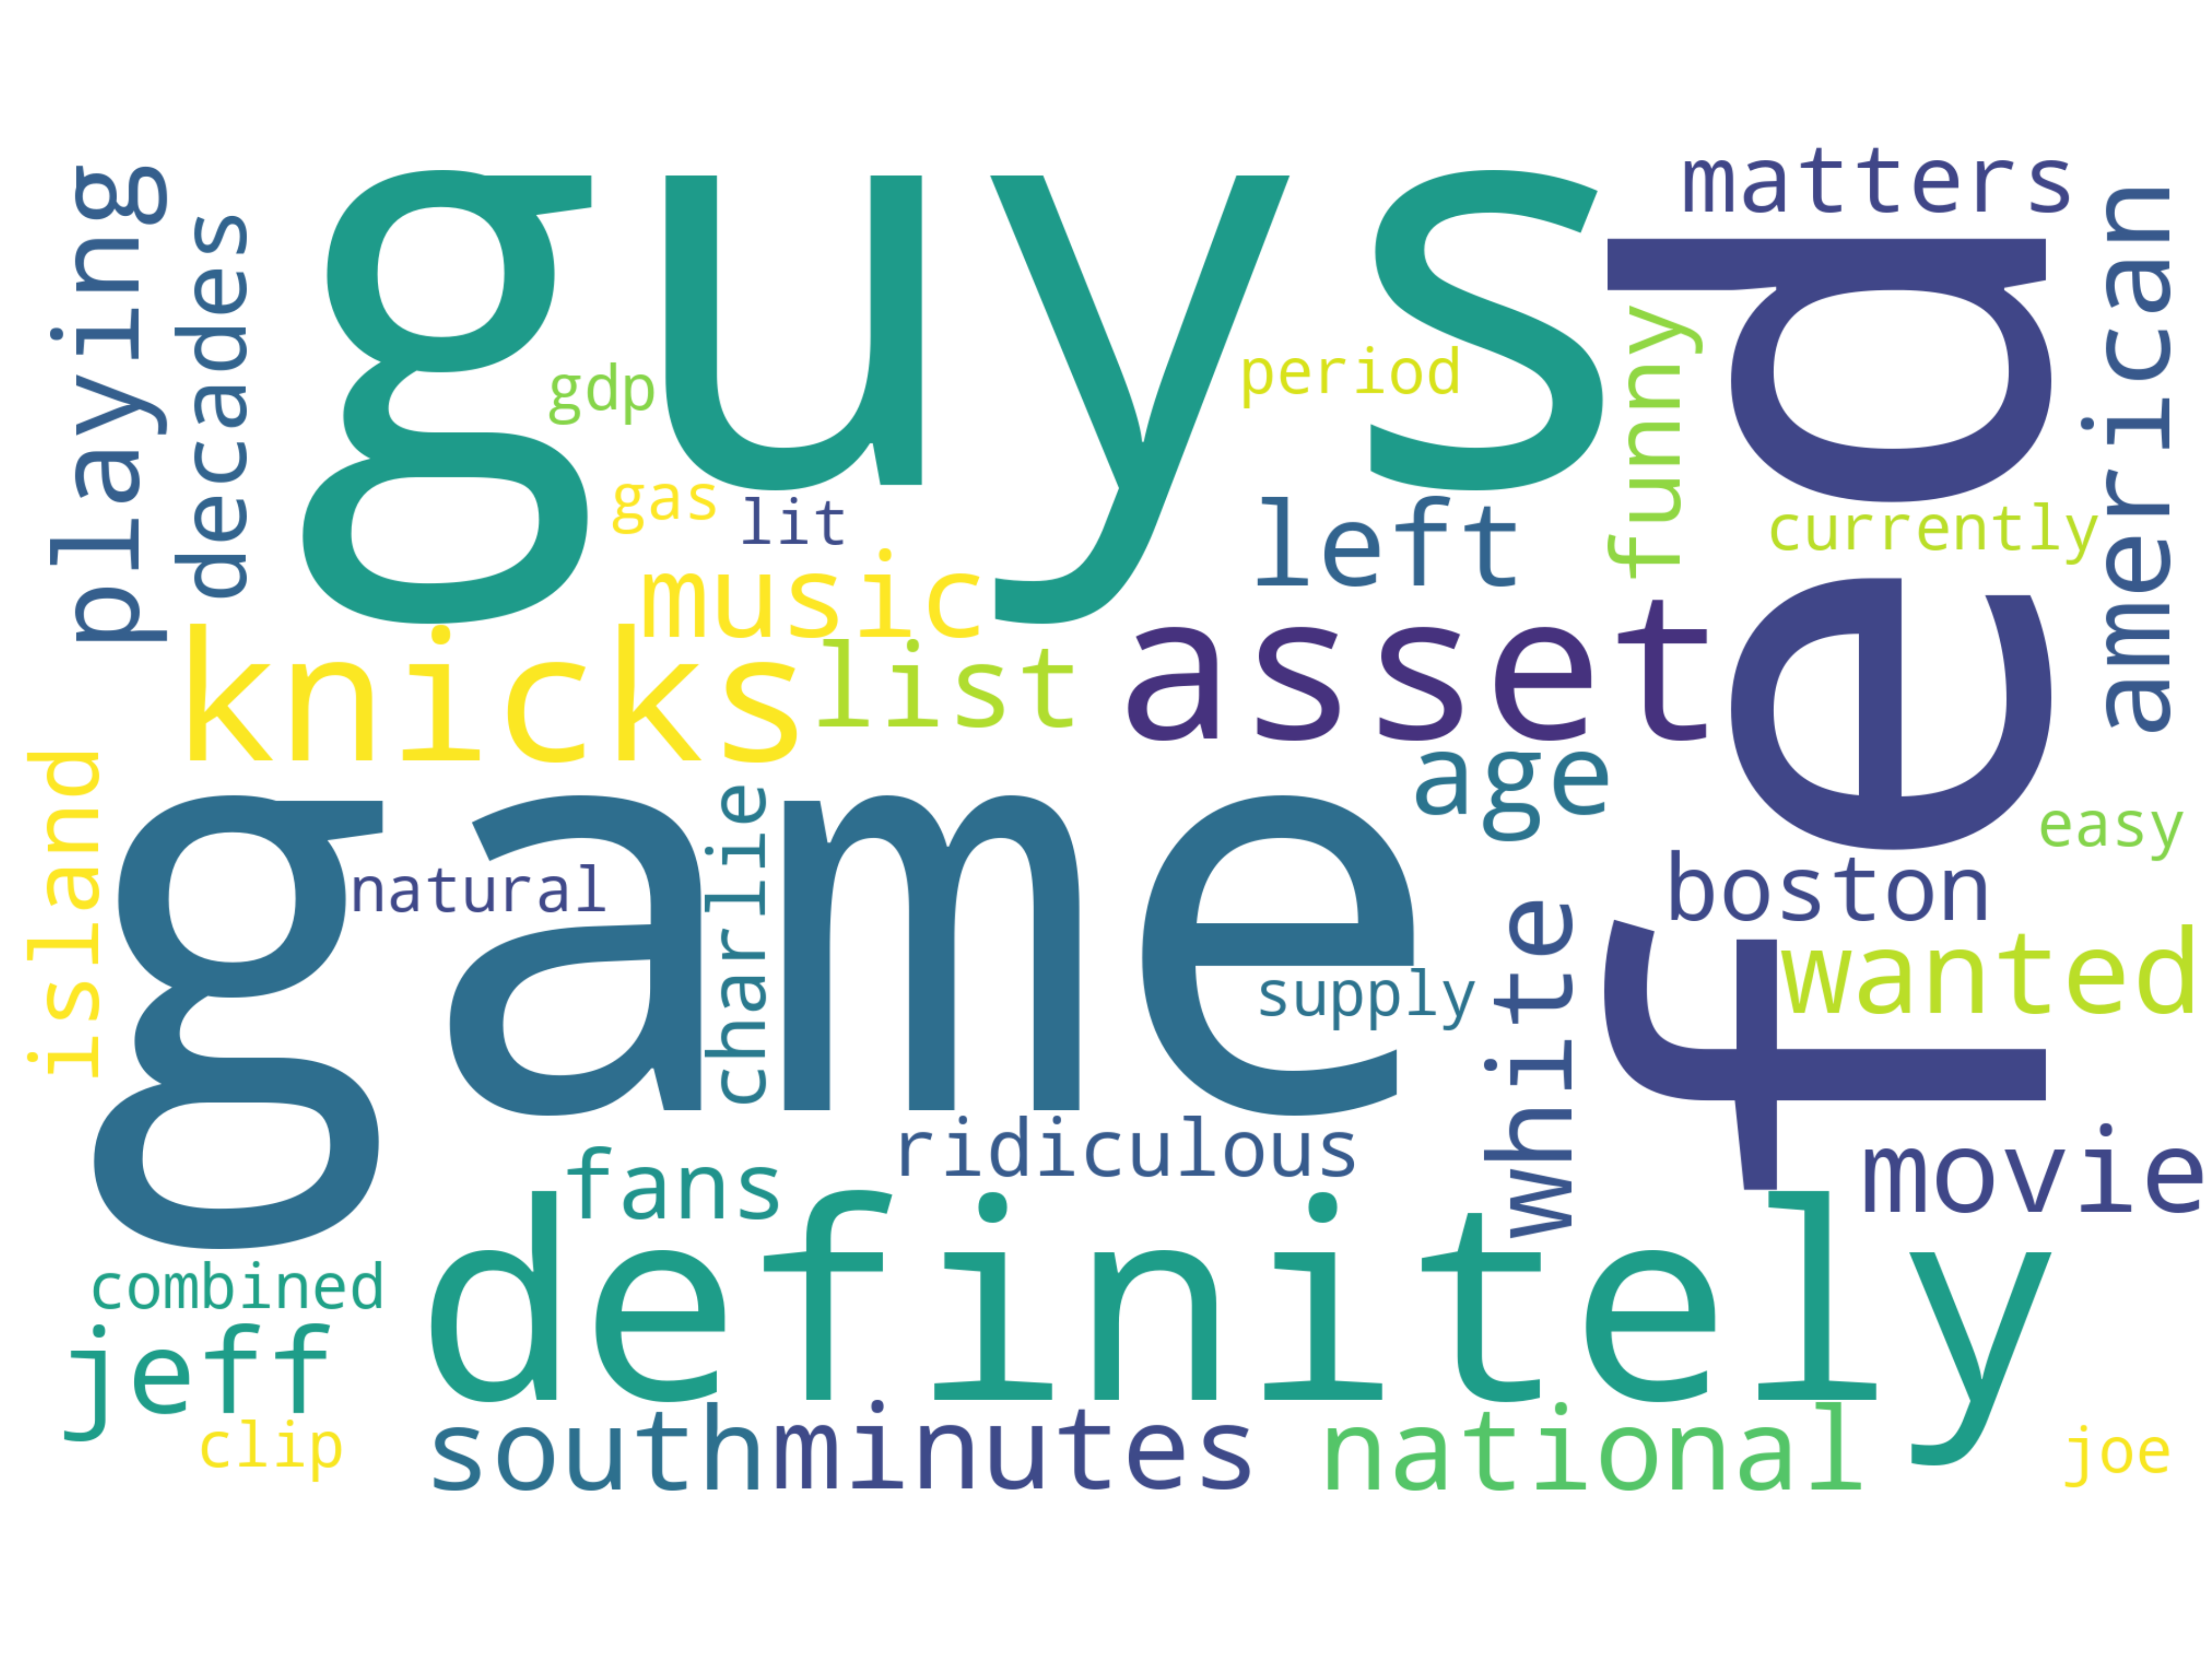 guys
matters
playing
decades
fed
american
funny
gdp
period
gas
lit
left
currently
music
knicks
list
asset
island
age
easy
game
natural
charlie
boston
white
wanted
supply
ridiculous
fans
movie
definitely
combined
jeff
clip
south
minutes
national
joe